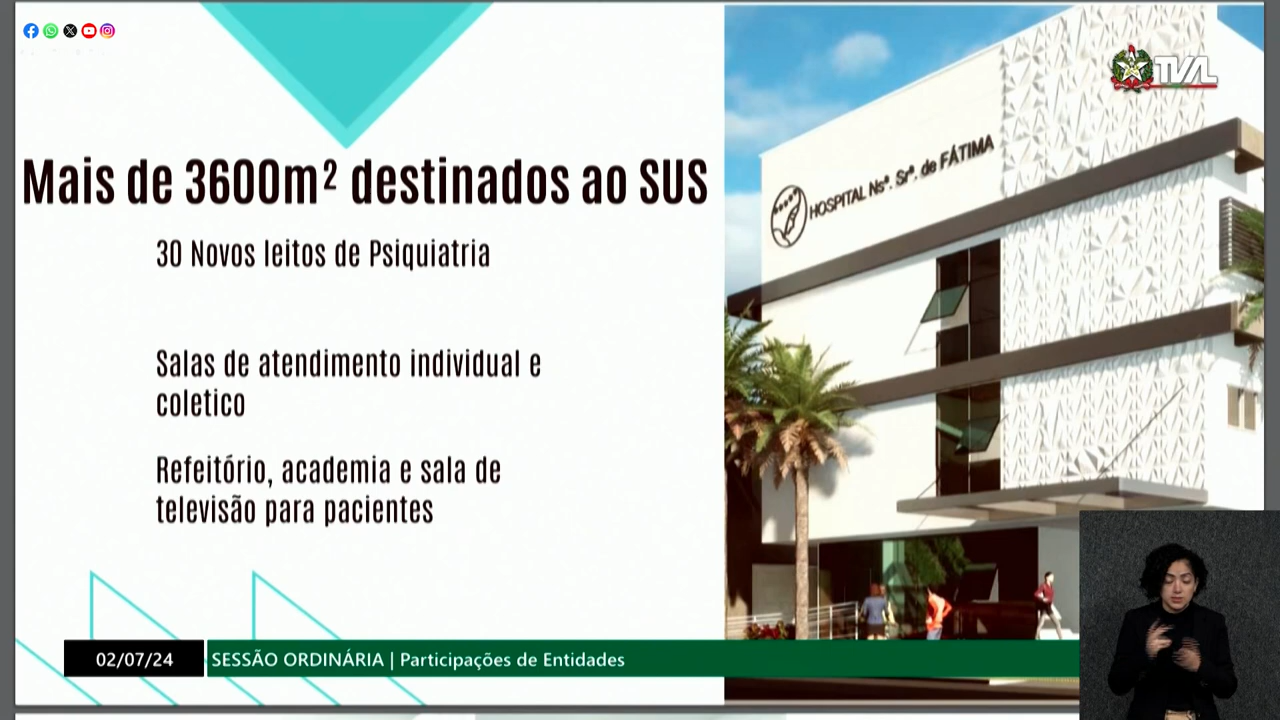 TVAL
Mais de 3600m² destinados ao SUS
30 Novos leitos de Psiquiatria
Salas de atendimento individual e
coletico
Refeitório, academia e sala de
televisão para pacientes
HOSPITAL Nsª. Srª. de FÁTIMA
02/07/24
SESSÃO ORDINÁRIA | Participações de Entidades